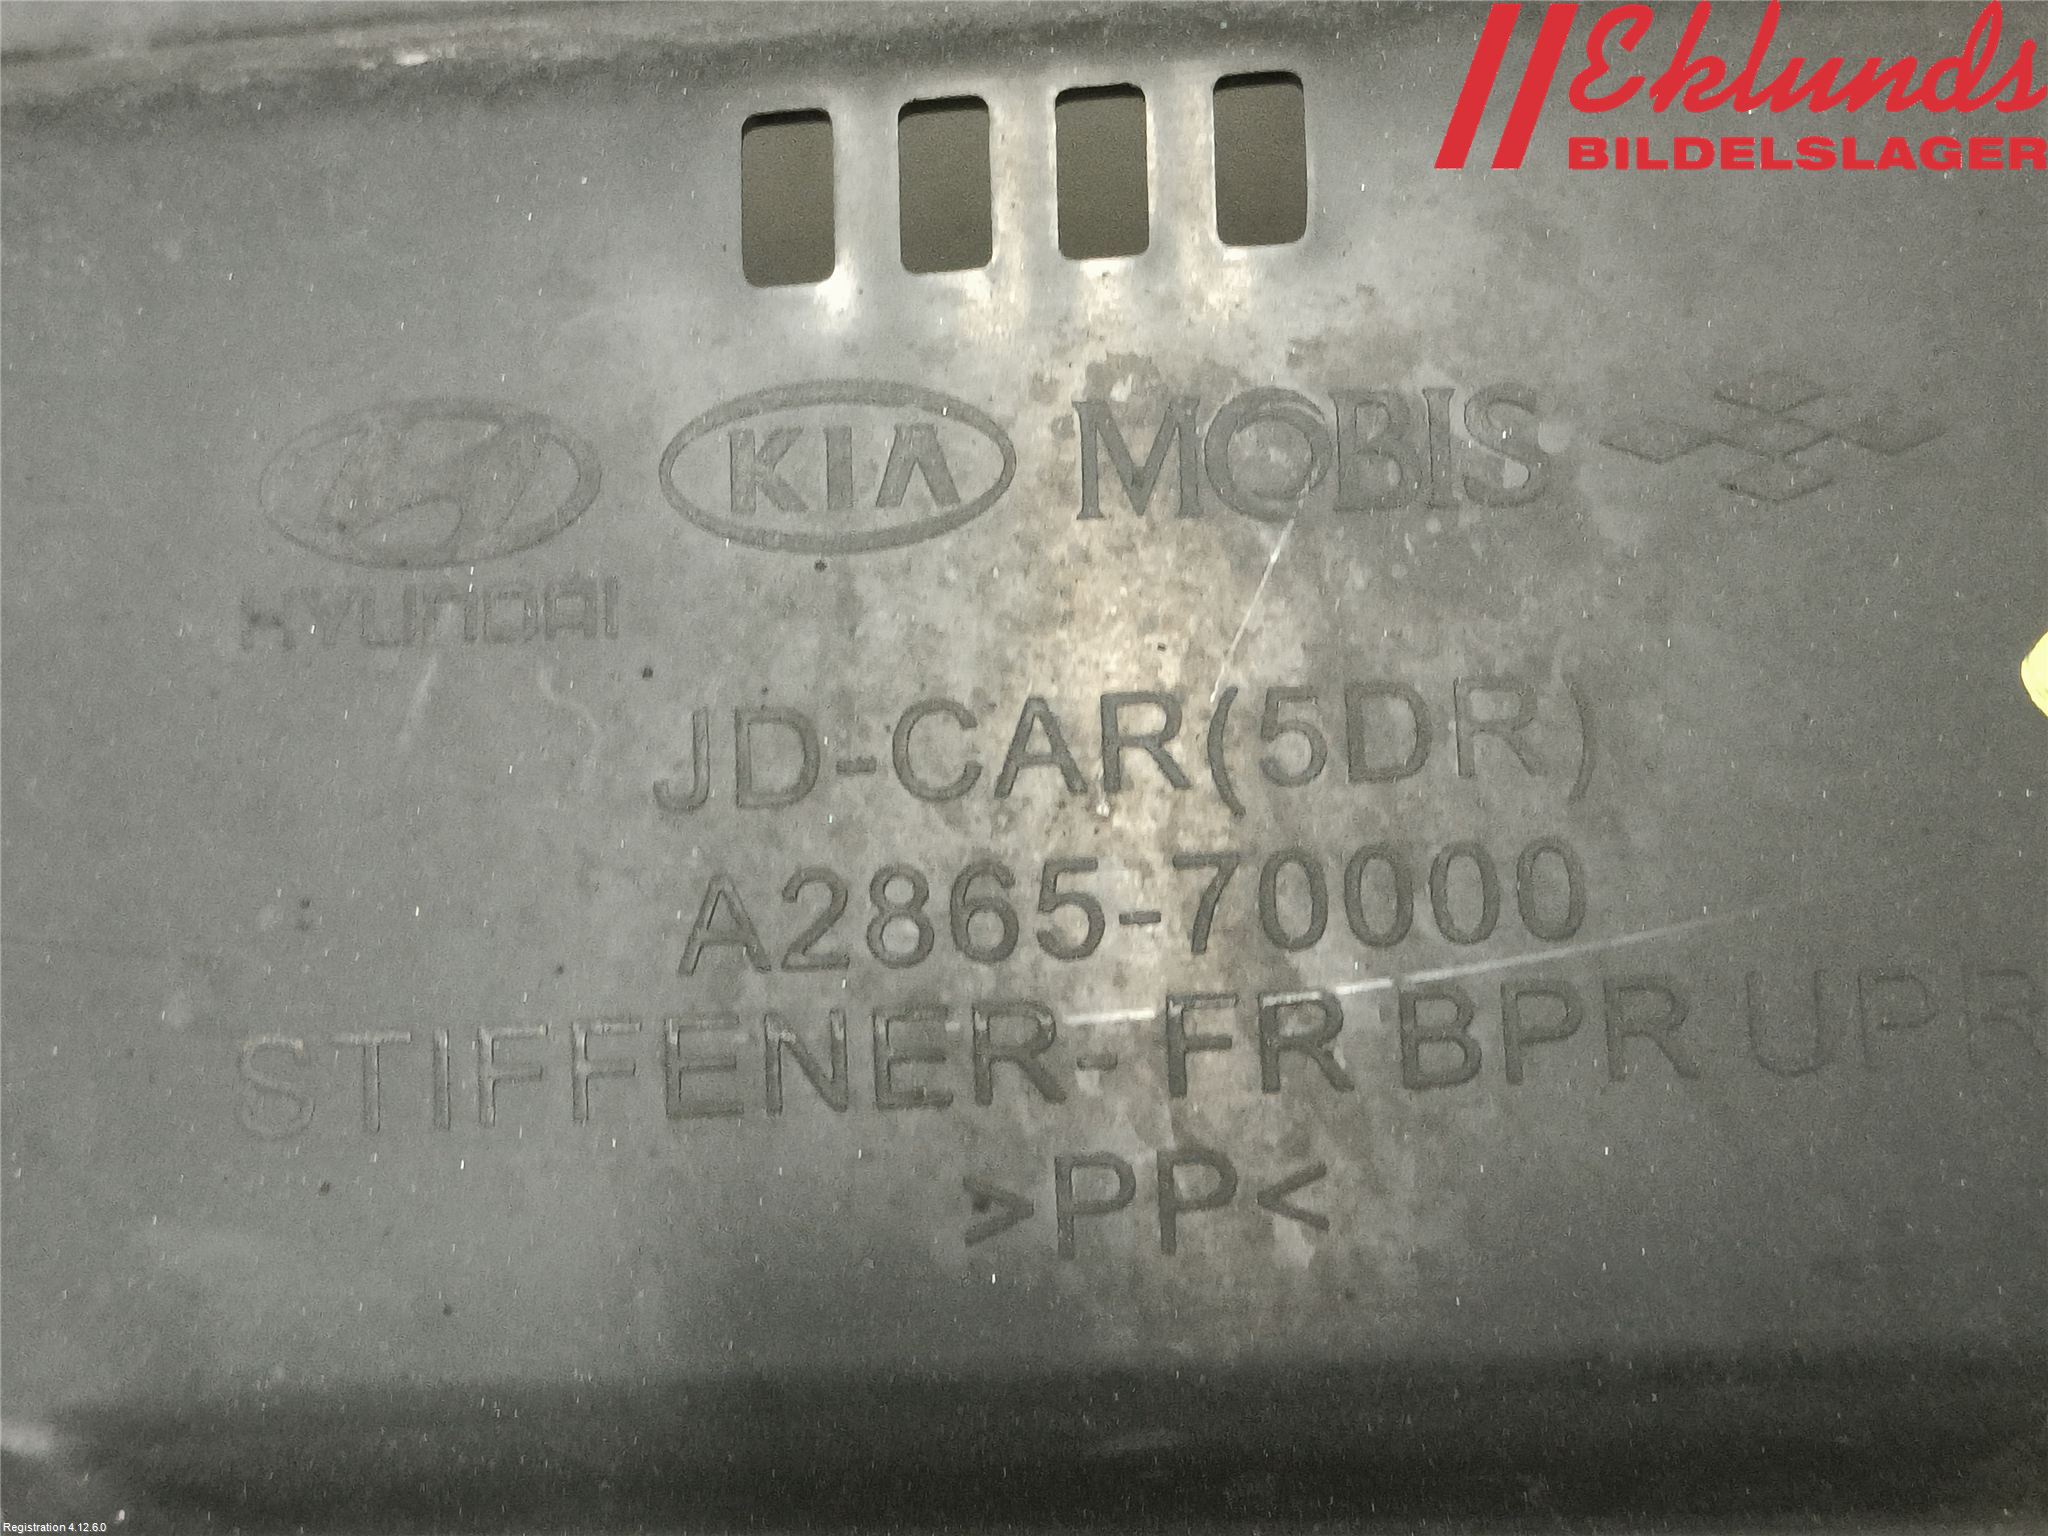 Eklunds
BILDELSLAGER
KIA MOBIS
HYUNDAI
JD-CAR(5DR)
A2865-70000
STIFFENER-FR BPR UPR
>PP<
Registration 4.12.6.0